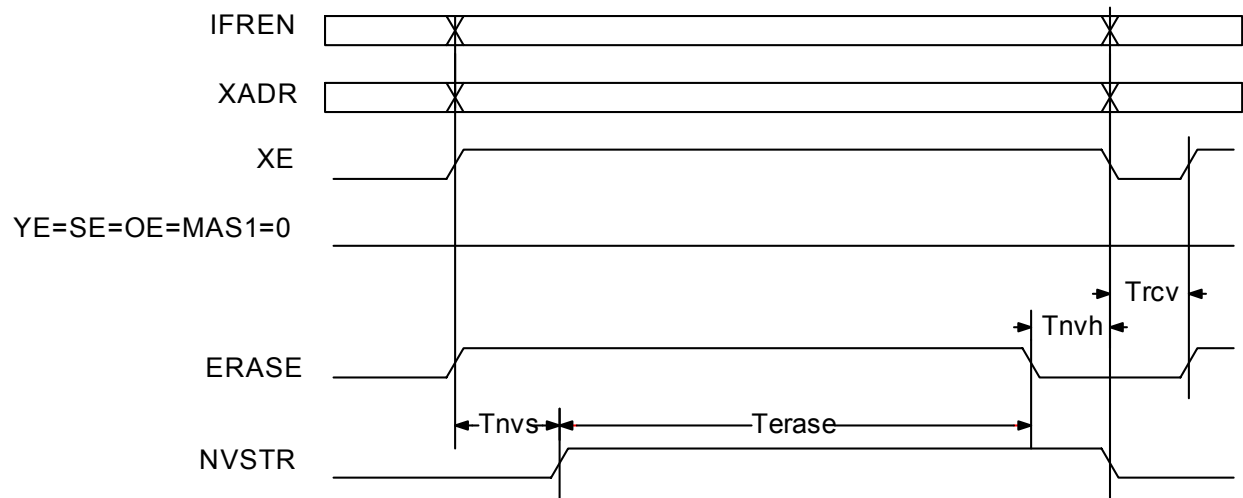 IFREN
XADR
XE
YE=SE=OE=MAS1=0
Trcv
Tnvh
ERASE
Tnvs
Terase
NVSTR